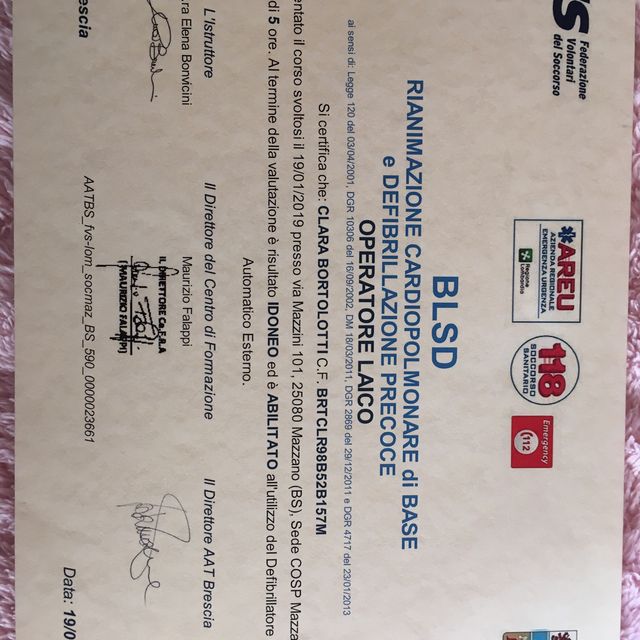 S
Federazione
Volontari
del Soccorso
AREU
AZIENDA REGIONALE
EMERGENZA URGENZA
Regione
Lombardia
118
SOCCORSO
SANITARIO
Emergency
112
BLSD
RIANIMAZIONE CARDIOPOLMONARE di BASE
e DEFIBRILLAZIONE PRECOCE
OPERATORE LAICO
ai sensi di: Legge 120 del 03/04/2001, DGR 10306 del 16/09/2002, DM 18/03/2011, DGR 2869 del 29/12/2011 e DGR 4717 del 23/01/2013
Si certifica che: CLARA BORTOLOTTI C.F. BRTCLR98B52B157M
entato il corso svoltosi il 19/01/2019 presso via Mazzini 101, 25080 Mazzano (BS), Sede COSP Mazza
di 5 ore. Al termine della valutazione è risultato IDONEO ed è ABILITATO all'utilizzo del Defibrillatore
Automatico Esterno.
L'Istruttore
ra Elena Bonvicini
Il Direttore del Centro di Formazione
Maurizio Falappi
IL DIRETTORE
(MAURIZIO FALAPPI)
Il Direttore AAT Brescia
AATBS_fvs-lom_socmaz_BS_590_0000023661
rescia
Data: 19/0